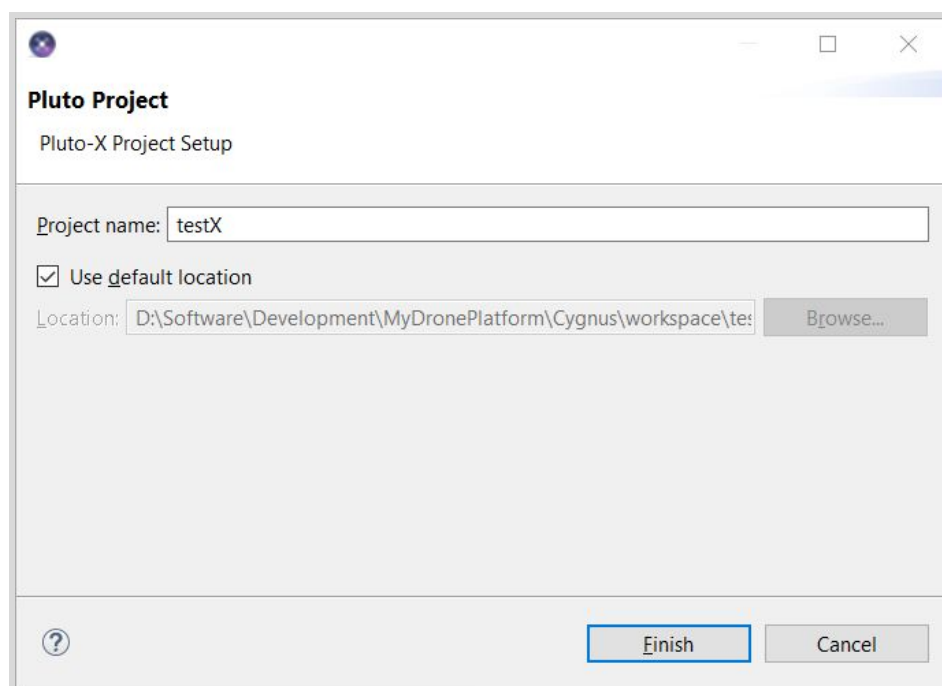 Pluto Project
Pluto-X Project Setup
Project name: testX
Use default location
Location: D:\Software\Development\MyDronePlatform\Cygnus\workspace\tes Browse...
? Finish Cancel